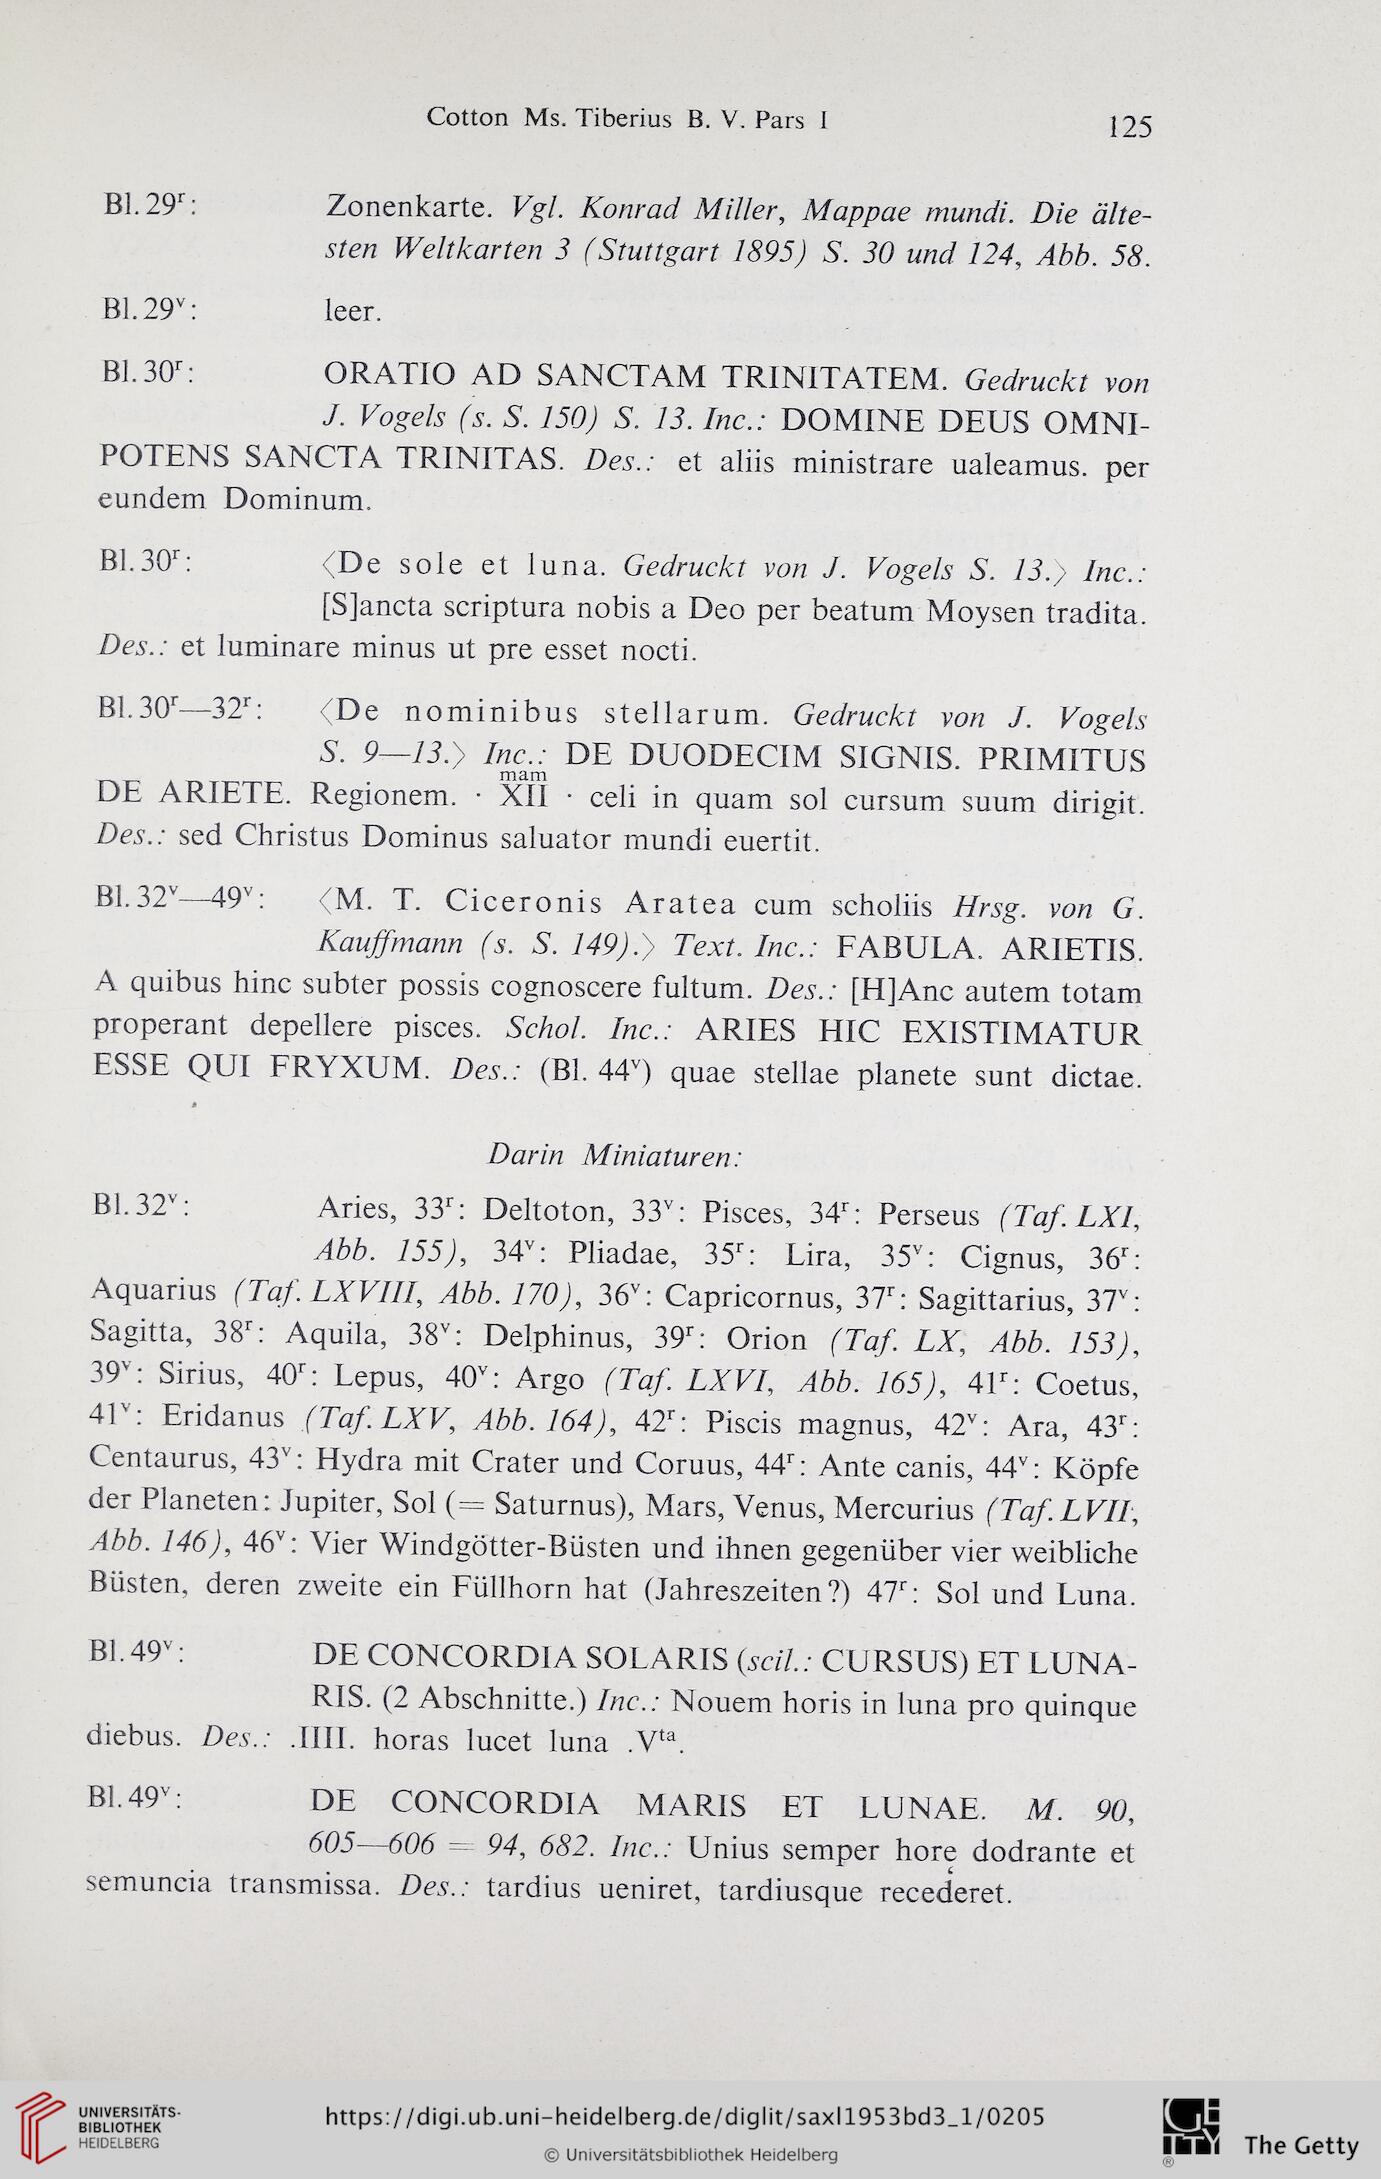 Cotton Ms. Tiberius B. V. Pars I 125
Bl. 29ʳ: Zonenkarte. Vgl. Konrad Miller, Mappae mundi. Die älte-
sten Weltkarten 3 (Stuttgart 1895) S. 30 und 124, Abb. 58.
Bl. 29ᵛ: leer.
Bl. 30ʳ: ORATIO AD SANCTAM TRINITATEM. Gedruckt von
J. Vogels (s. S. 150) S. 13. Inc.: DOMINE DEUS OMNI-
POTENS SANCTA TRINITAS. Des.: et aliis ministrare ualeamus. per
eundem Dominum.
Bl. 30ʳ: ⟨De sole et luna. Gedruckt von J. Vogels S. 13.⟩ Inc.:
[S]ancta scriptura nobis a Deo per beatum Moysen tradita.
Des.: et luminare minus ut pre esset nocti.
Bl. 30ʳ—32ʳ: ⟨De nominibus stellarum. Gedruckt von J. Vogels
S. 9—13.⟩ Inc.: DE DUODECIM SIGNIS. PRIMITUS
mam
DE ARIETE. Regionem. · XII · celi in quam sol cursum suum dirigit.
Des.: sed Christus Dominus saluator mundi euertit.
Bl. 32ᵛ—49ᵛ: ⟨M. T. Ciceronis Aratea cum scholiis Hrsg. von G.
Kauffmann (s. S. 149).⟩ Text. Inc.: FABULA. ARIETIS.
A quibus hinc subter possis cognoscere fultum. Des.: [H]Anc autem totam
properant depellere pisces. Schol. Inc.: ARIES HIC EXISTIMATUR
ESSE QUI FRYXUM. Des.: (Bl. 44ᵛ) quae stellae planete sunt dictae.
Darin Miniaturen:
Bl. 32ᵛ: Aries, 33ʳ: Deltoton, 33ᵛ: Pisces, 34ʳ: Perseus (Taf. LXI,
Abb. 155), 34ᵛ: Pliadae, 35ʳ: Lira, 35ᵛ: Cignus, 36ʳ:
Aquarius (Taf. LXVIII, Abb. 170), 36ᵛ: Capricornus, 37ʳ: Sagittarius, 37ᵛ:
Sagitta, 38ʳ: Aquila, 38ᵛ: Delphinus, 39ʳ: Orion (Taf. LX, Abb. 153),
39ᵛ: Sirius, 40ʳ: Lepus, 40ᵛ: Argo (Taf. LXVI, Abb. 165), 41ʳ: Coetus,
41ᵛ: Eridanus (Taf. LXV, Abb. 164), 42ʳ: Piscis magnus, 42ᵛ: Ara, 43ʳ:
Centaurus, 43ᵛ: Hydra mit Crater und Coruus, 44ʳ: Ante canis, 44ᵛ: Köpfe
der Planeten: Jupiter, Sol (= Saturnus), Mars, Venus, Mercurius (Taf. LVII,
Abb. 146), 46ᵛ: Vier Windgötter-Büsten und ihnen gegenüber vier weibliche
Büsten, deren zweite ein Füllhorn hat (Jahreszeiten?) 47ʳ: Sol und Luna.
Bl. 49ᵛ: DE CONCORDIA SOLARIS (scil.: CURSUS) ET LUNA-
RIS. (2 Abschnitte.) Inc.: Nouem horis in luna pro quinque
diebus. Des.: .IIII. horas lucet luna .Vᵗᵃ.
Bl. 49ᵛ: DE CONCORDIA MARIS ET LUNAE. M. 90,
605—606 = 94, 682. Inc.: Unius semper horę dodrante et
semuncia transmissa. Des.: tardius ueniret, tardiusque recederet.
UNIVERSITÄTS-
BIBLIOTHEK
HEIDELBERG
https://digi.ub.uni-heidelberg.de/diglit/saxl1953bd3_1/0205
© Universitätsbibliothek Heidelberg
GETTY
®
The Getty